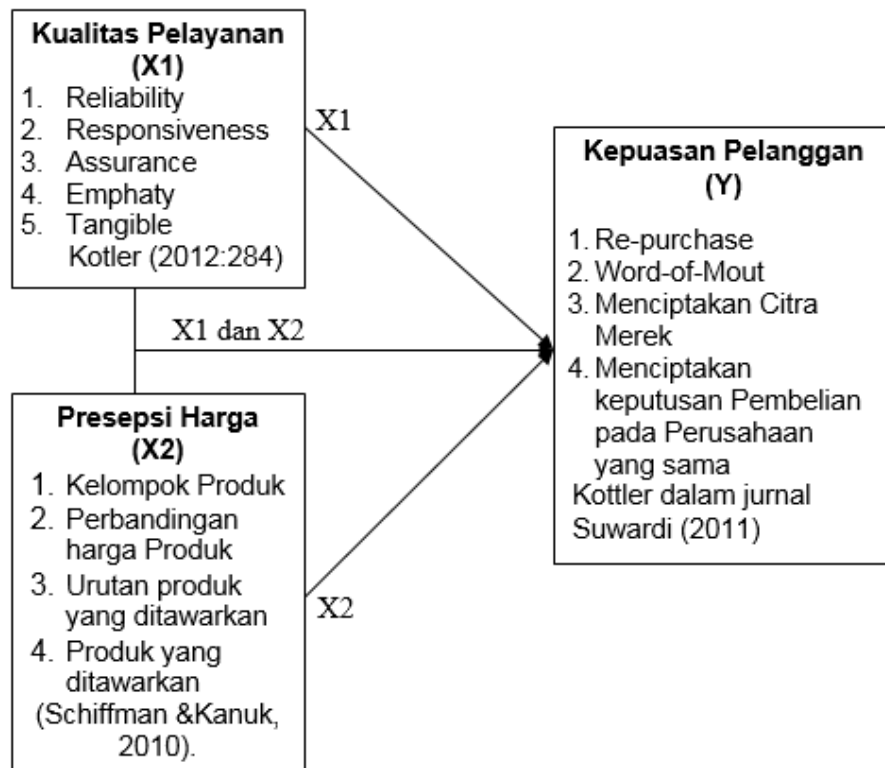 Kualitas Pelayanan
(X1)
1. Reliability
2. Responsiveness
3. Assurance
4. Emphaty
5. Tangible
Kotler (2012:284)
X1
X1 dan X2
Presepsi Harga
(X2)
1. Kelompok Produk
2. Perbandingan
harga Produk
3. Urutan produk
yang ditawarkan
4. Produk yang
ditawarkan
(Schiffman &Kanuk,
2010).
X2
Kepuasan Pelanggan
(Y)
1. Re-purchase
2. Word-of-Mout
3. Menciptakan Citra
Merek
4. Menciptakan
keputusan Pembelian
pada Perusahaan
yang sama
Kottler dalam jurnal
Suwardi (2011)